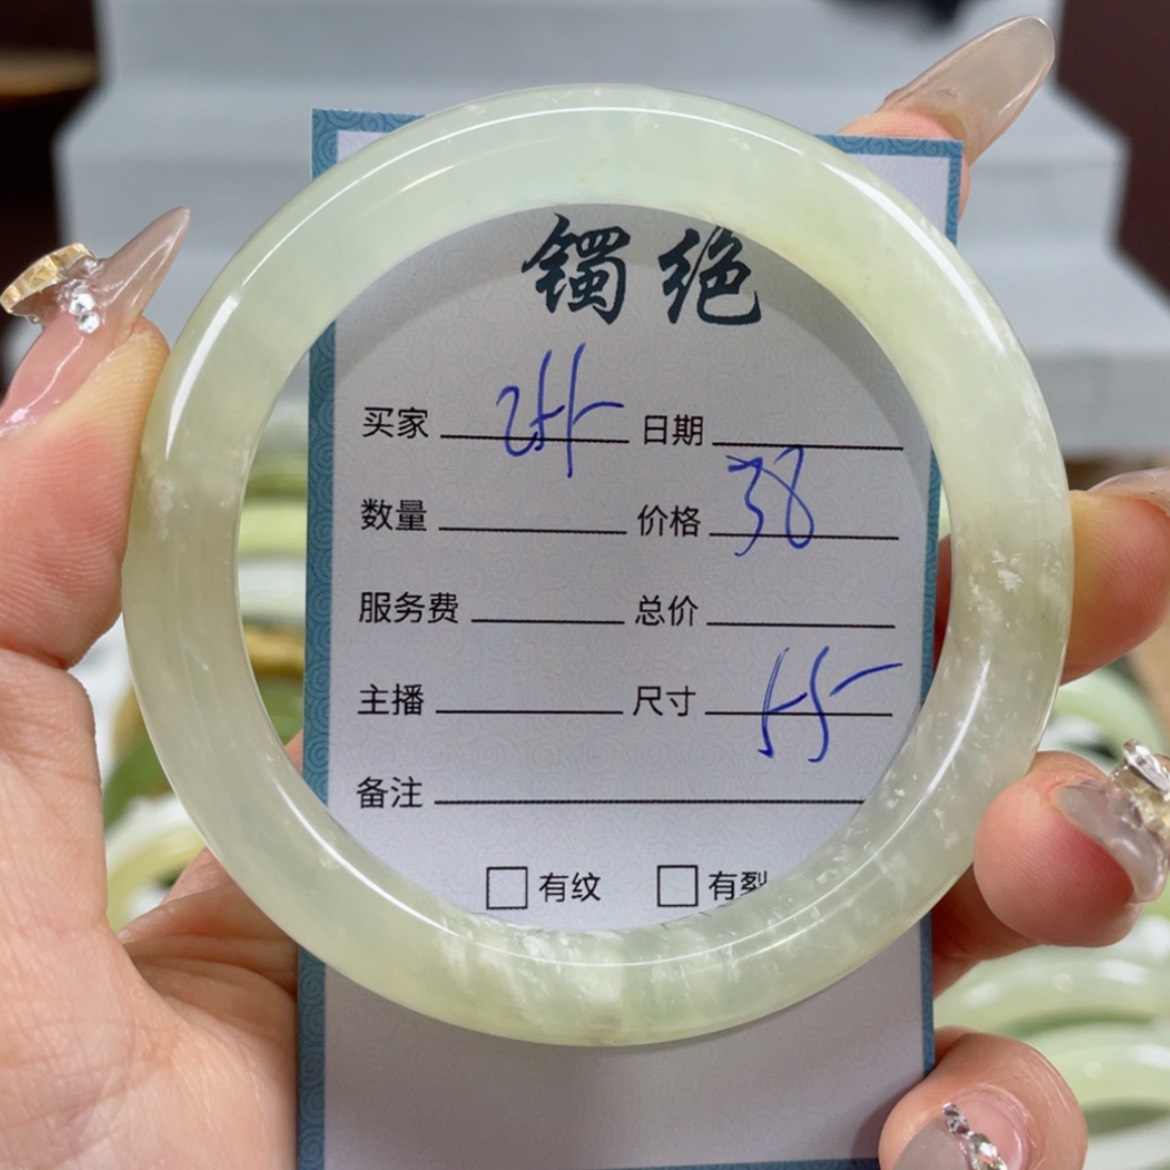 镯绝
买家 日期
数量 价格 38
服务费 总价
主播 尺寸 55
备注
有纹 有裂